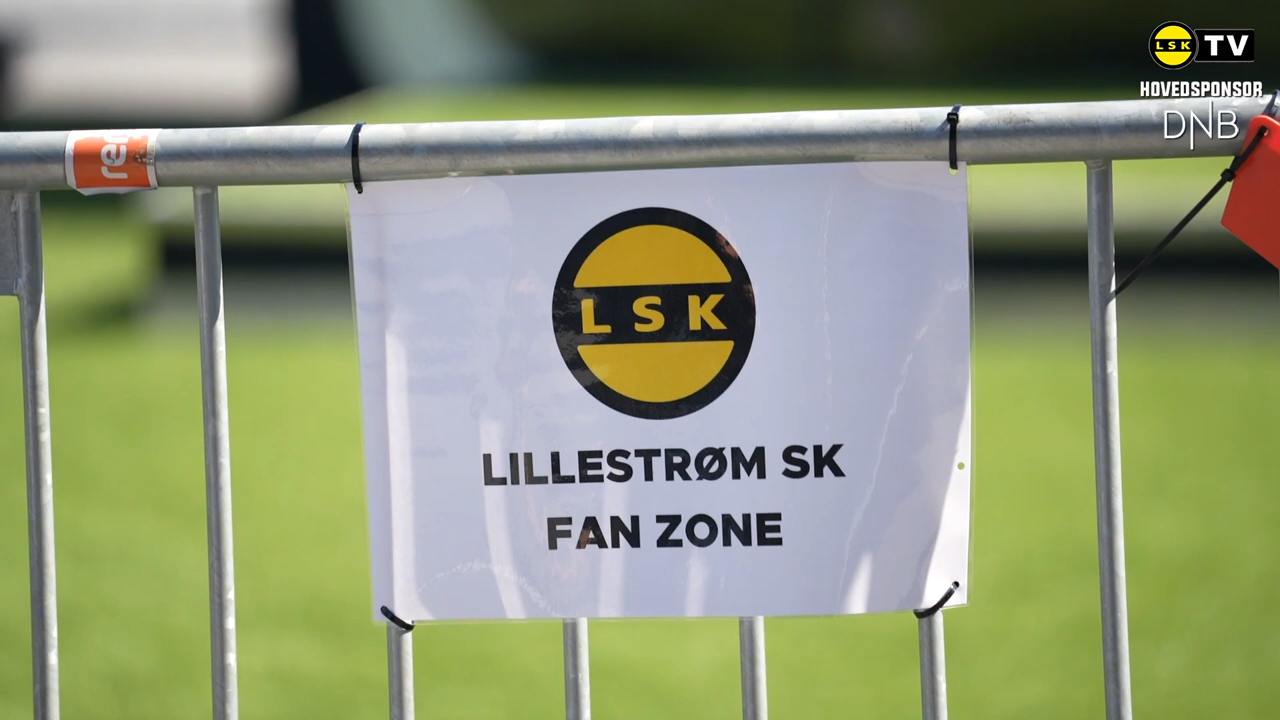 LSK TV
HOVEDSPONSOR
DNB
LSK
LILLESTRØM SK
FAN ZONE